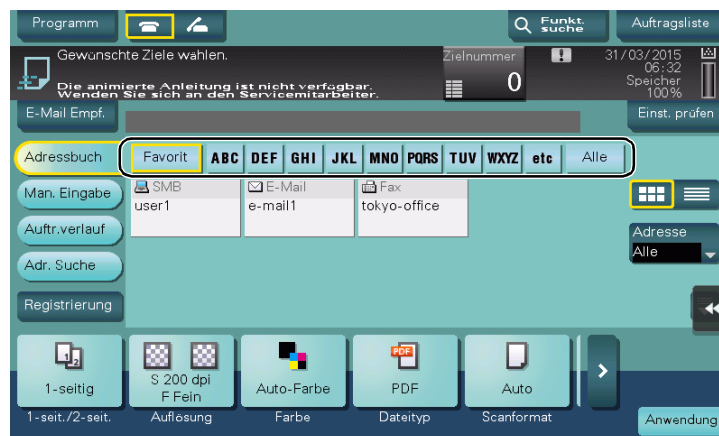 Programm
Funkt.
suche
Auftragsliste
Gewünschte Ziele wählen.
Zielnummer
0
31/03/2015
06:32
Speicher
100%
Die animierte Anleitung ist nicht verfügbar.
Wenden Sie sich an den Servicemitarbeiter.
E-Mail Empf.
Einst. prüfen
Adressbuch
Favorit ABC DEF GHI JKL MNO PQRS TUV WXYZ etc Alle
Man. Eingabe
SMB
user1
E-Mail
e-mail1
Fax
tokyo-office
Auftr.verlauf
Adresse
Alle
Adr. Suche
Registrierung
1-seitig
S 200 dpi
F Fein
Auto-Farbe
PDF
PDF
Auto
1-seit./2-seit.
Auflösung
Farbe
Dateityp
Scanformat
Anwendung